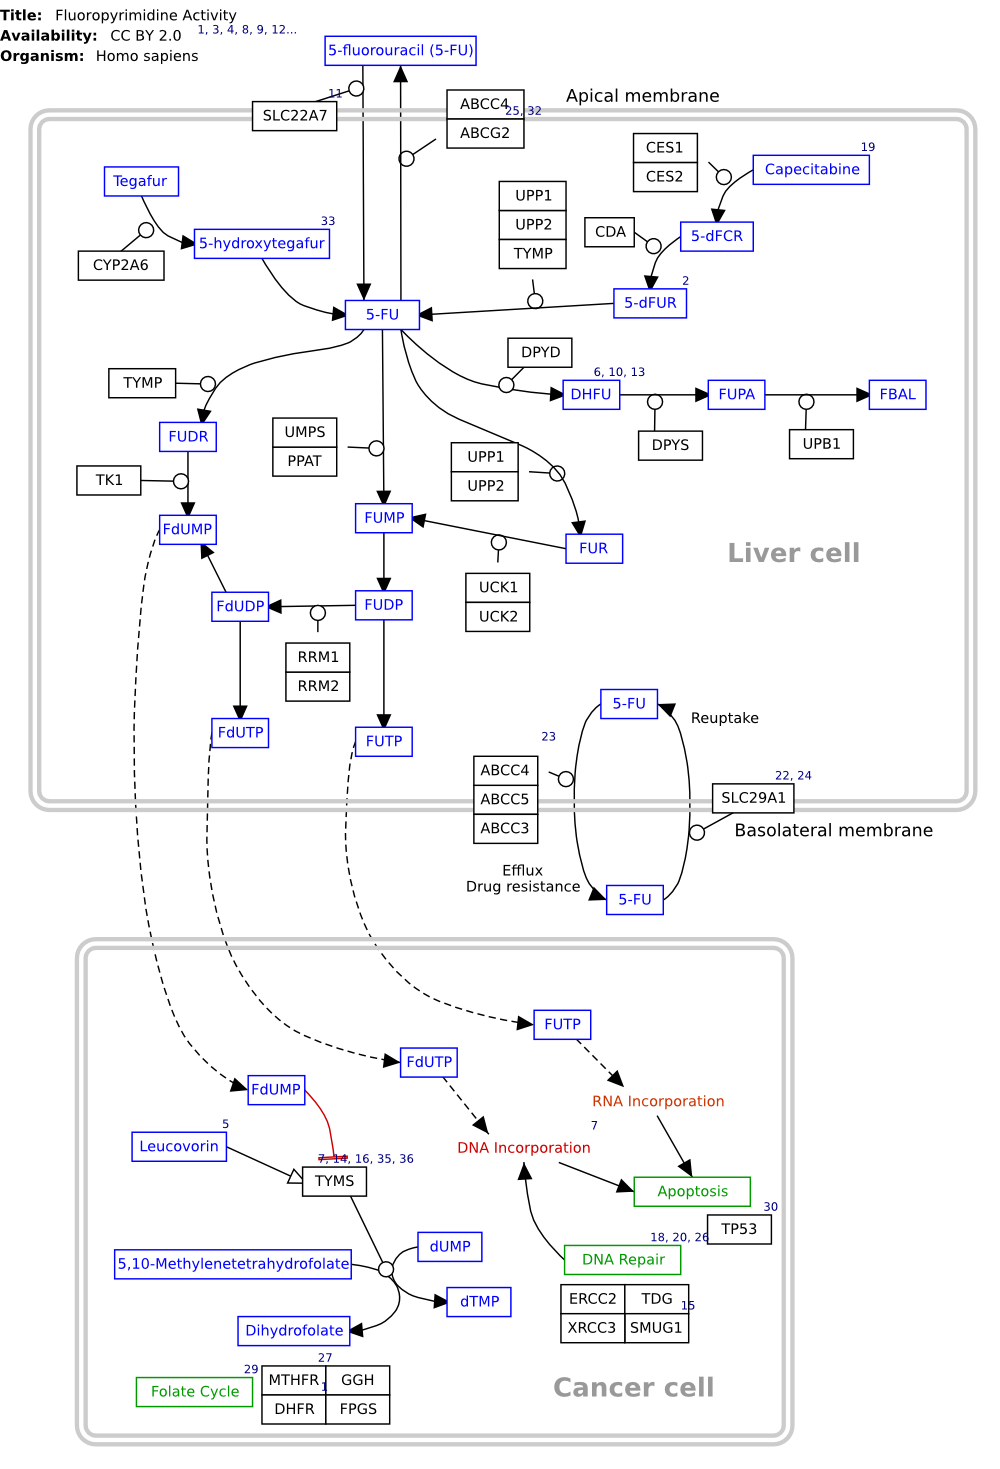 Title: Fluoropyrimidine Activity
Availability: CC BY 2.0 1, 3, 4, 8, 9, 12...
Organism: Homo sapiens
5-fluorouracil (5-FU)
11
SLC22A7
ABCC4
25, 32
ABCG2
Apical membrane
CES1
CES2
19
Capecitabine
Tegafur
CYP2A6
33
5-hydroxytegafur
UPP1
UPP2
TYMP
CDA
5-dFCR
2
5-dFUR
5-FU
DPYD
6, 10, 13
DHFU
FUPA
FBAL
DPYS
UPB1
TYMP
FUDR
TK1
FdUMP
UMPS
PPAT
UPP1
UPP2
FUMP
FUR
UCK1
UCK2
Liver cell
FdUDP
FUDP
RRM1
RRM2
FdUTP
FUTP
5-FU
Reuptake
23
ABCC4
ABCC5
ABCC3
22, 24
SLC29A1
Basolateral membrane
Efflux
Drug resistance
5-FU
FUTP
FdUTP
FdUMP
RNA Incorporation
7
DNA Incorporation
5
Leucovorin
7, 14, 16, 35, 36
TYMS
Apoptosis
30
TP53
18, 20, 26
DNA Repair
ERCC2
TDG
15
XRCC3
SMUG1
dUMP
5,10-Methylenetetrahydrofolate
dTMP
Dihydrofolate
27
29
Folate Cycle
MTHFR
1
GGH
DHFR
FPGS
Cancer cell